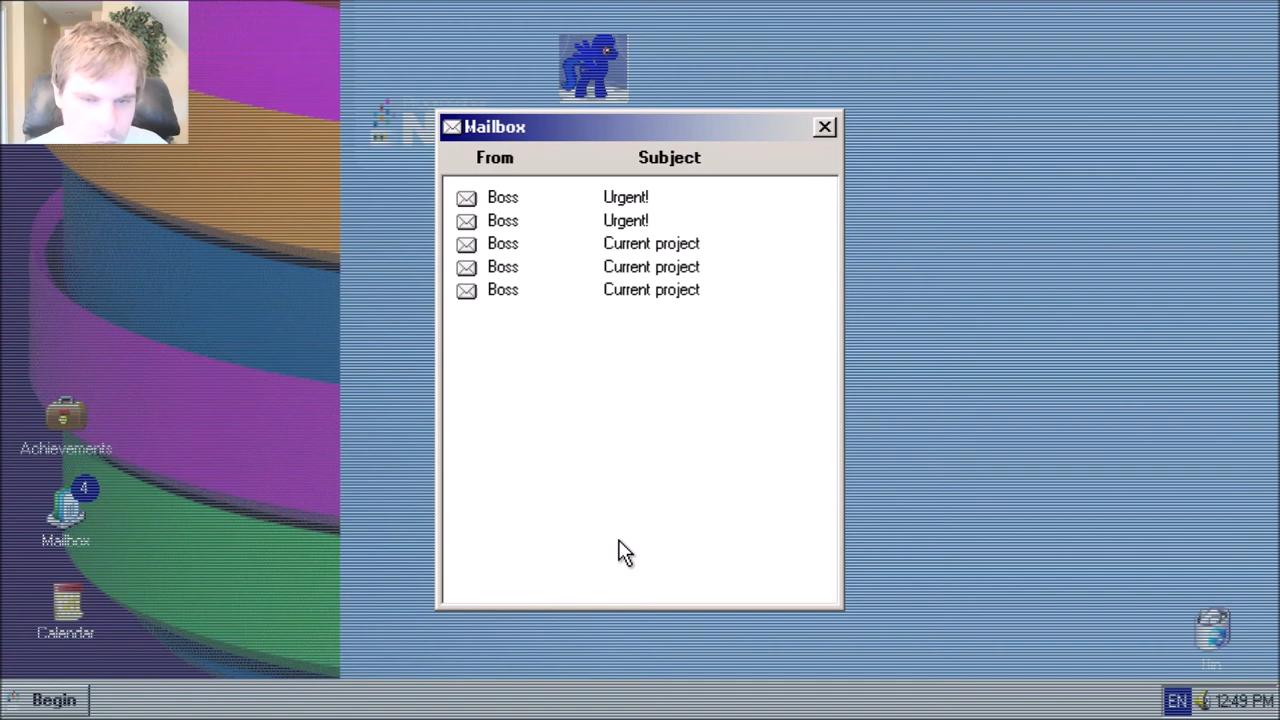 Mailbox
From Subject
Boss Urgent!
Boss Urgent!
Boss Current project
Boss Current project
Boss Current project
Achievements
4
Mailbox
Calendar
Bin
Begin
EN 12:49 PM